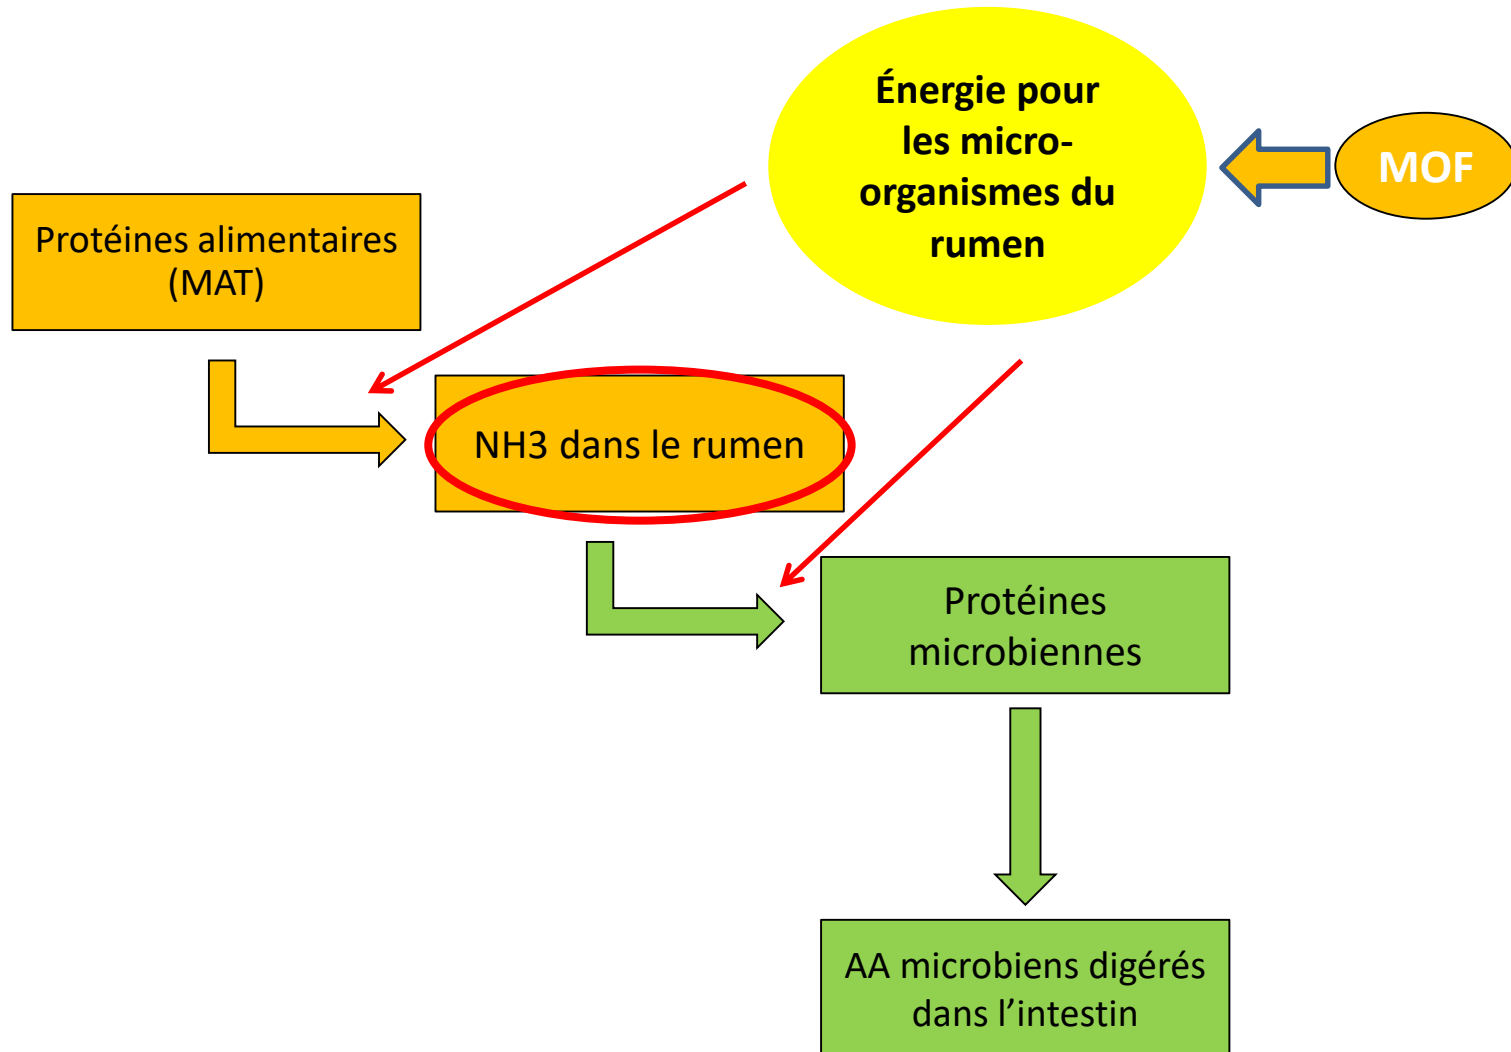 Énergie pour
les micro-
organismes du
rumen
MOF
Protéines alimentaires
(MAT)
NH3 dans le rumen
Protéines
microbiennes
AA microbiens digérés
dans l’intestin